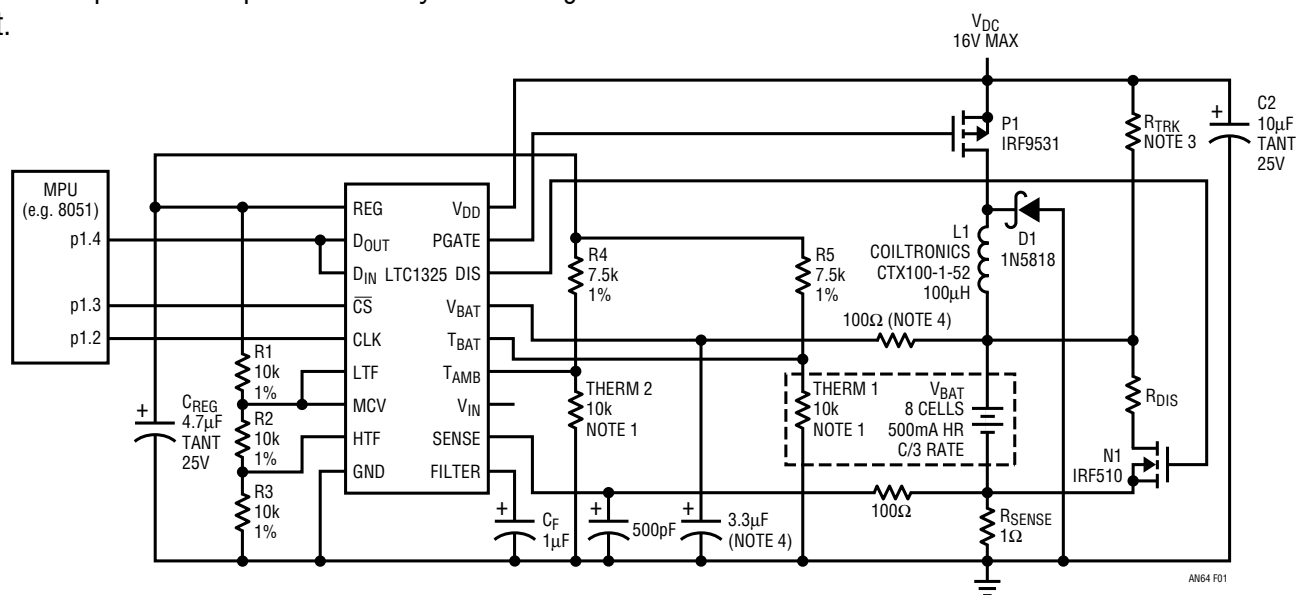 t.
V_DC
16V MAX
C2
10µF
TANT
25V
R_TRK
NOTE 3
P1
IRF9531
MPU
(e.g. 8051)
p1.4
p1.3
p1.2
REG
D_OUT
D_IN
LTC1325
C̅S̅
CLK
LTF
MCV
HTF
GND
V_DD
PGATE
DIS
V_BAT
T_BAT
T_AMB
V_IN
SENSE
FILTER
R4
7.5k
1%
R5
7.5k
1%
L1
COILTRONICS
CTX100-1-52
100µH
D1
1N5818
100Ω (NOTE 4)
R1
10k
1%
R2
10k
1%
R3
10k
1%
C_REG
4.7µF
TANT
25V
THERM 2
10k
NOTE 1
THERM 1
10k
NOTE 1
V_BAT
8 CELLS
500mA HR
C/3 RATE
R_DIS
N1
IRF510
100Ω
R_SENSE
1Ω
C_F
1µF
500pF
3.3µF
(NOTE 4)
AN64 F01